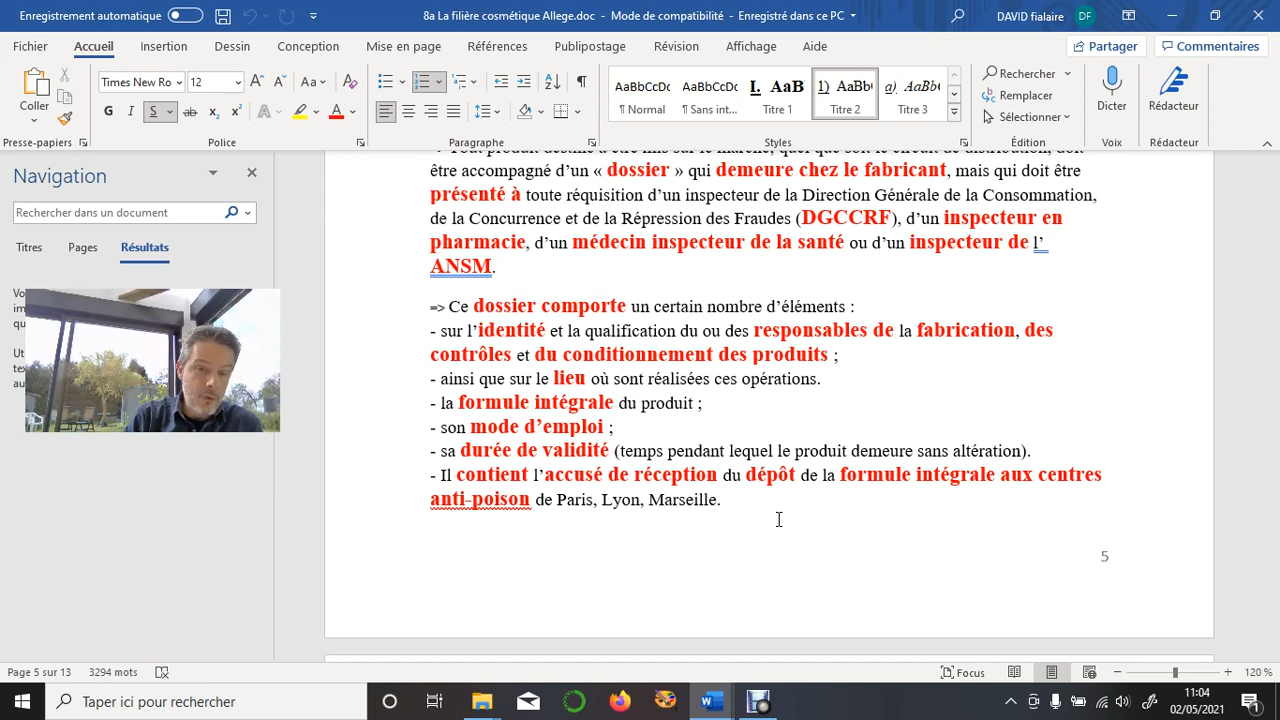 Enregistrement automatique
8a La filière cosmétique Allege.doc - Mode de compatibilité - Enregistré dans ce PC
DAVID fialaire
DF
Fichier Accueil Insertion Dessin Conception Mise en page Références Publipostage Révision Affichage Aide
Partager Commentaires
Coller
Times New Ro 12
Aa
G I S ab x₂ x² A A
AaBbCcDc AaBbCcDc I. AaB 1) AaBb( a) AaBb(
¶ Normal ¶ Sans int... ¶ Titre 1 ¶ Titre 2 ¶ Titre 3
Rechercher
Remplacer
Sélectionner
Dicter
Rédacteur
Presse-papiers Police Paragraphe Styles Édition Voix Rédacteur
Navigation
Rechercher dans un document
Titres Pages Résultats
être accompagné d'un « dossier » qui demeure chez le fabricant, mais qui doit être
présenté à toute réquisition d'un inspecteur de la Direction Générale de la Consommation,
de la Concurrence et de la Répression des Fraudes (DGCCRF), d'un inspecteur en
pharmacie, d'un médecin inspecteur de la santé ou d'un inspecteur de l'
ANSM.
=> Ce dossier comporte un certain nombre d'éléments :
- sur l'identité et la qualification du ou des responsables de la fabrication, des
contrôles et du conditionnement des produits ;
- ainsi que sur le lieu où sont réalisées ces opérations.
- la formule intégrale du produit ;
- son mode d'emploi ;
- sa durée de validité (temps pendant lequel le produit demeure sans altération).
- Il contient l'accusé de réception du dépôt de la formule intégrale aux centres
anti-poison de Paris, Lyon, Marseille.
5
Page 5 sur 13 3294 mots
Focus
120 %
Taper ici pour rechercher
11:04
02/05/2021